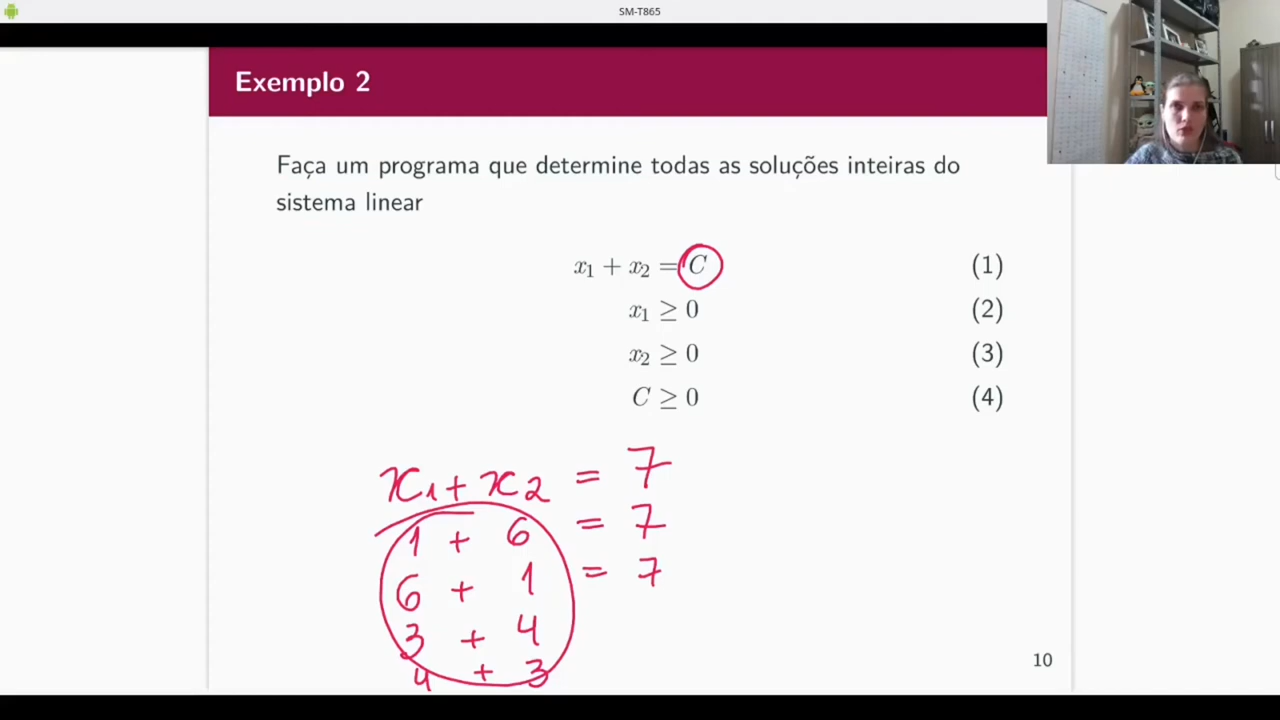 SM-T865
Exemplo 2
Faça um programa que determine todas as soluções inteiras do
sistema linear
x₁ + x₂ = C (1)
x₁ ≥ 0 (2)
x₂ ≥ 0 (3)
C ≥ 0 (4)
x₁ + x₂ = 7
1 + 6 = 7
6 + 1 = 7
3 + 4
4 + 3
10